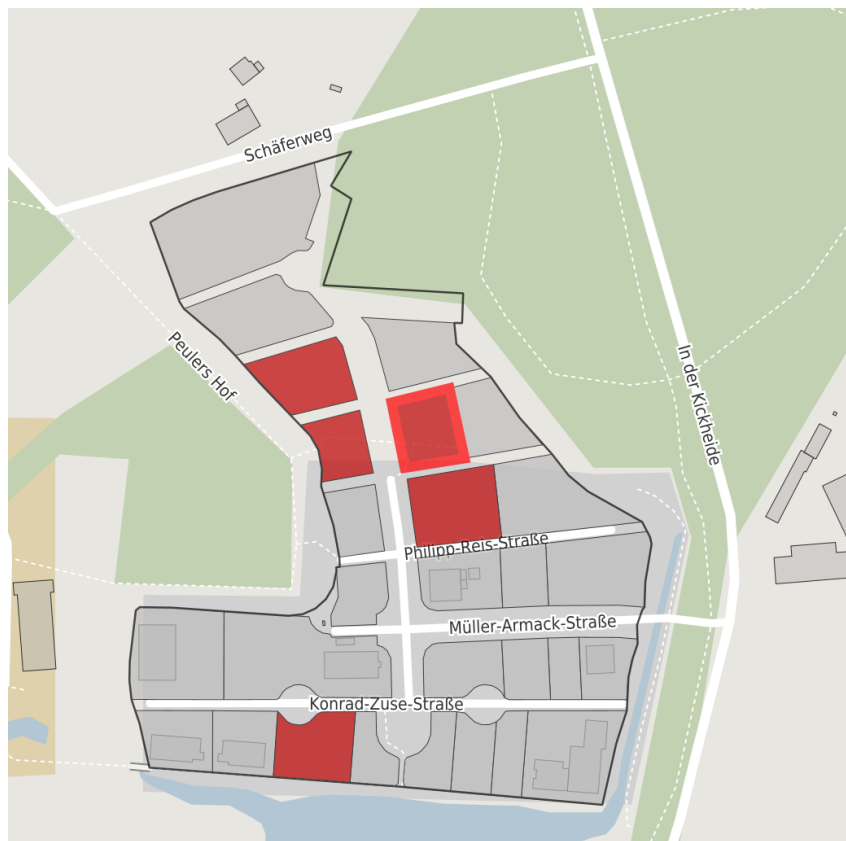 Schäferweg
Peulers Hof
In der Kickheide
Philipp-Reis-Straße
Müller-Armack-Straße
Konrad-Zuse-Straße